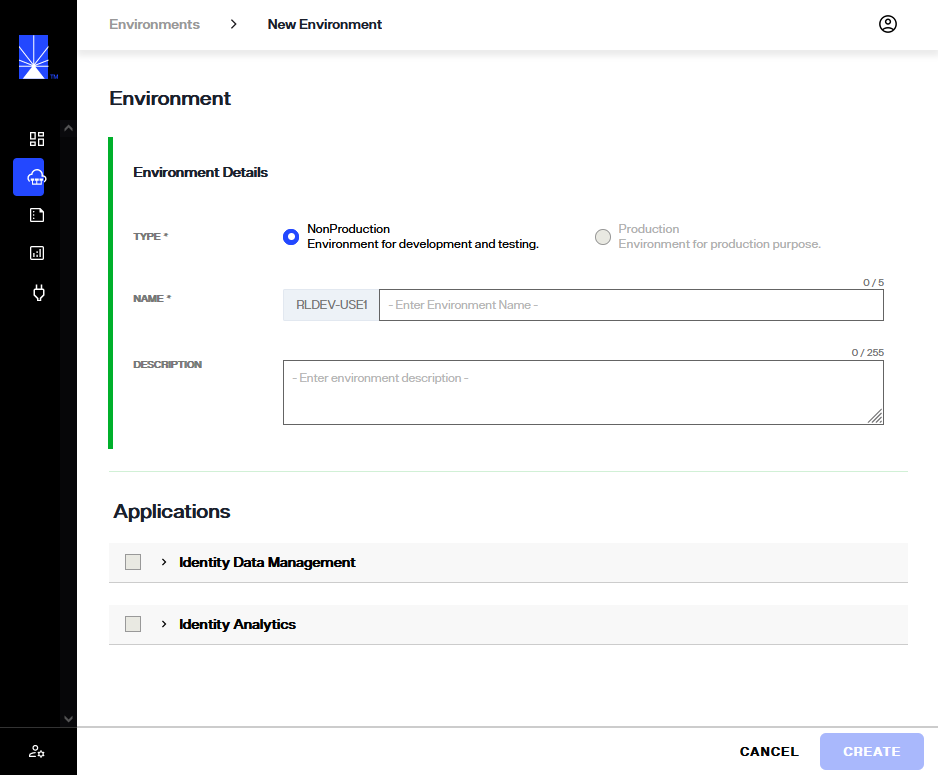 Environments > New Environment
TM
Environment
Environment Details
TYPE *
NonProduction
Environment for development and testing.
Production
Environment for production purpose.
0 / 5
NAME *
RLDEV-USE1
- Enter Environment Name -
0 / 255
DESCRIPTION
- Enter environment description -
Applications
Identity Data Management
Identity Analytics
CANCEL
CREATE